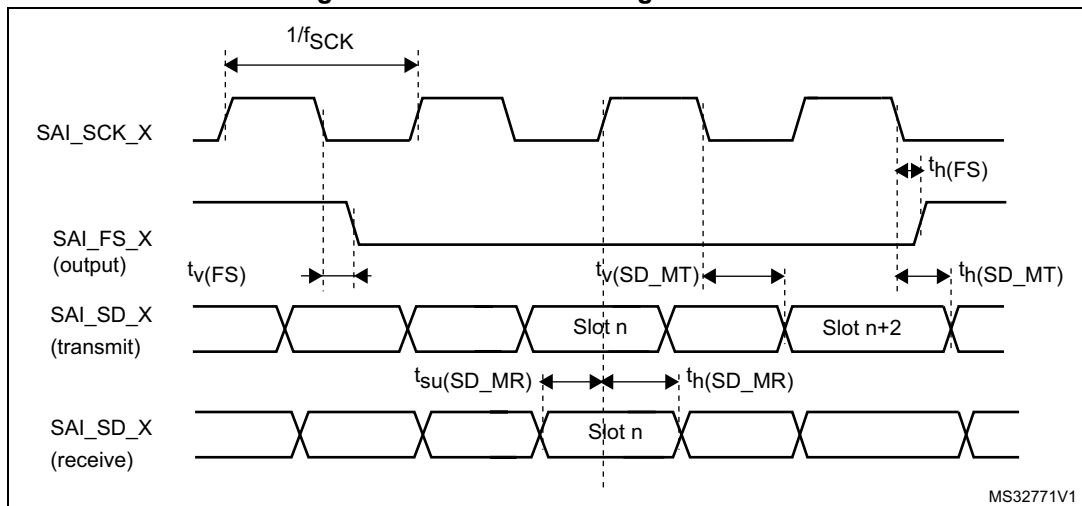 1/fSCK
SAI_SCK_X
th(FS)
SAI_FS_X
(output)
tv(FS)
tv(SD_MT)
th(SD_MT)
SAI_SD_X
(transmit)
Slot n
Slot n+2
tsu(SD_MR)
th(SD_MR)
SAI_SD_X
(receive)
Slot n
MS32771V1